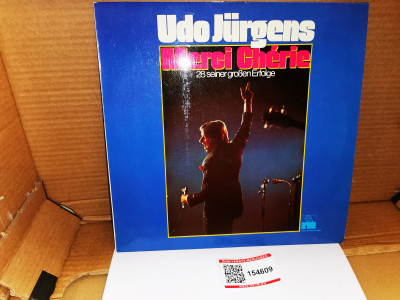 Udo Jürgens
Merci Chérie
28 seiner großen Erfolge
154609